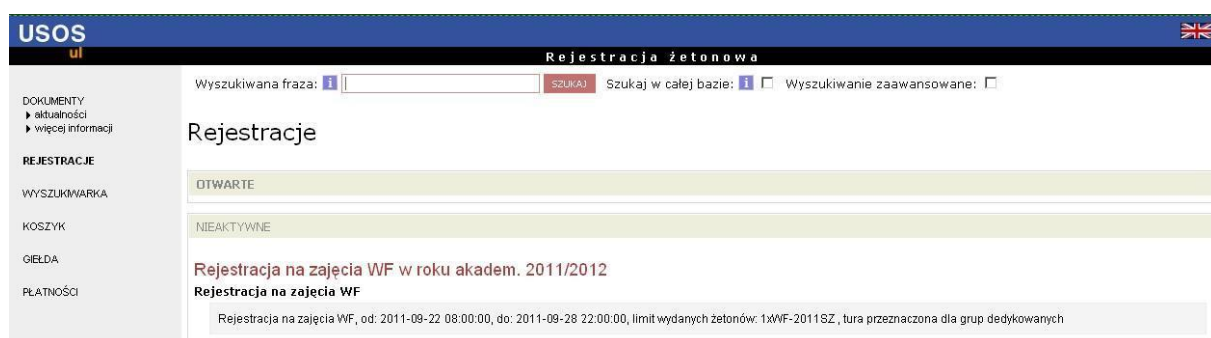 USOS
ul
Rejestracja żetonowa
Wyszukiwana fraza: i SZUKAJ Szukaj w całej bazie: i Wyszukiwanie zaawansowane:
DOKUMENTY
aktualności
więcej informacji
REJESTRACJE
WYSZUKIWARKA
KOSZYK
GIEŁDA
PŁATNOŚCI
Rejestracje
OTWARTE
NIEAKTYWNE
Rejestracja na zajęcia WF w roku akadem. 2011/2012
Rejestracja na zajęcia WF
Rejestracja na zajęcia WF, od: 2011-09-22 08:00:00, do: 2011-09-28 22:00:00, limit wydanych żetonów: 1xWF-2011SZ , tura przeznaczona dla grup dedykowanych